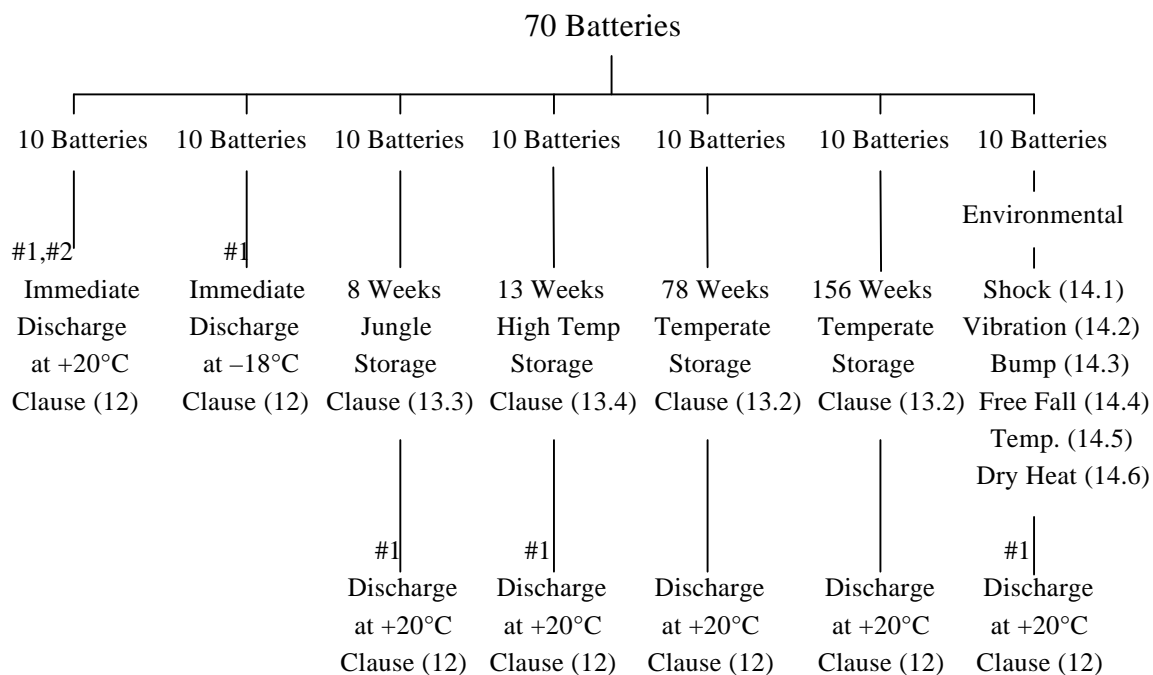 70 Batteries
10 Batteries 10 Batteries 10 Batteries 10 Batteries 10 Batteries 10 Batteries 10 Batteries
Environmental
#1,#2 #1
Immediate Immediate 8 Weeks 13 Weeks 78 Weeks 156 Weeks Shock (14.1)
Discharge Discharge Jungle High Temp Temperate Temperate Vibration (14.2)
at +20°C at –18°C Storage Storage Storage Storage Bump (14.3)
Clause (12) Clause (12) Clause (13.3) Clause (13.4) Clause (13.2) Clause (13.2) Free Fall (14.4)
Temp. (14.5)
Dry Heat (14.6)
#1 #1 #1
Discharge Discharge Discharge Discharge Discharge
at +20°C at +20°C at +20°C at +20°C at +20°C
Clause (12) Clause (12) Clause (12) Clause (12) Clause (12)